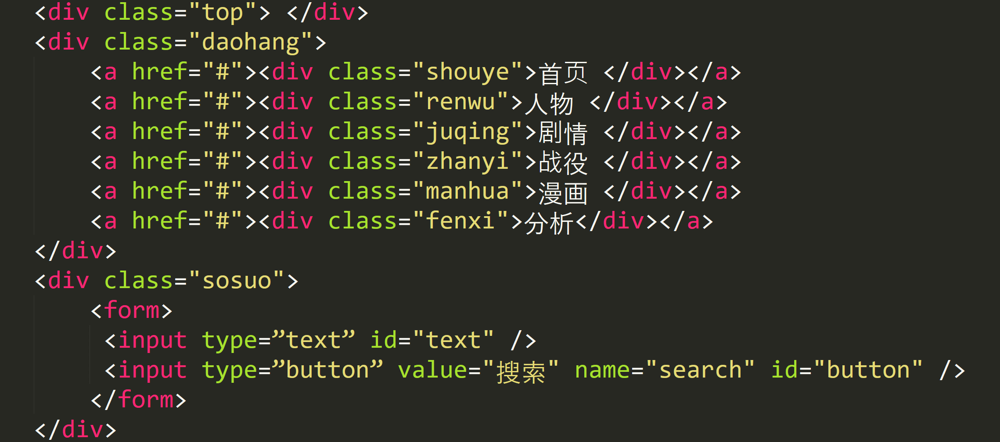 <div class="top"> </div>
<div class="daohang">
<a href="#"><div class="shouye">首页 </div></a>
<a href="#"><div class="renwu">人物 </div></a>
<a href="#"><div class="juqing">剧情 </div></a>
<a href="#"><div class="zhanyi">战役 </div></a>
<a href="#"><div class="manhua">漫画 </div></a>
<a href="#"><div class="fenxi">分析</div></a>
</div>
<div class="sosuo">
<form>
<input type=”text” id="text" />
<input type=”button” value="搜索" name="search" id="button" />
</form>
</div>